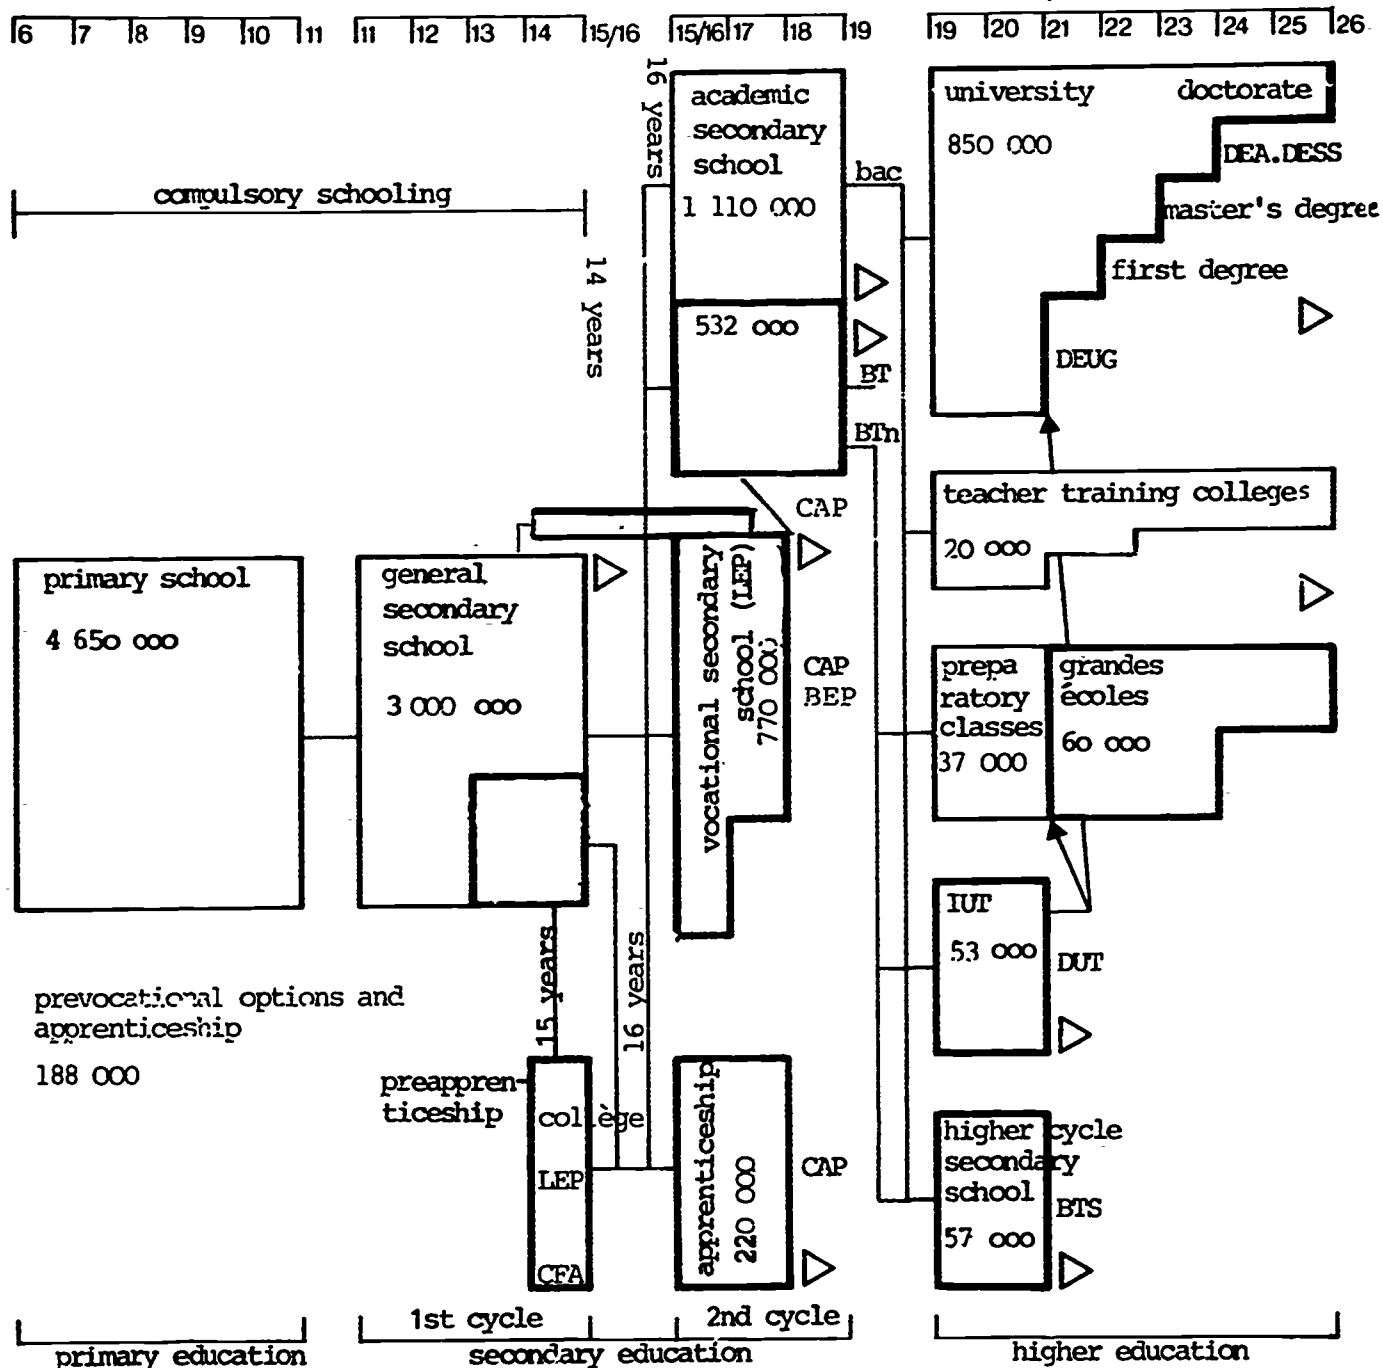 6 7 8 9 10 11 11 12 13 14 15/16 15/16 17 18 19 19 20 21 22 23 24 25 26
compulsory schooling
14 years
16 years
academic
secondary
school
1 110 000
bac
532 000
BT
BTn
university doctorate
850 000
DEA.DESS
master's degree
first degree
DEUG
teacher training colleges
20 000
CAP
primary school
4 650 000
general
secondary
school
3 000 000
vocational secondary
school (LEP)
770 000
CAP
BEP
prepa
ratory
classes
37 000
grandes
écoles
60 000
IUT
53 000
DUT
prevocational options and
apprenticeship
188 000
15 years
16 years
preappren-
ticeship
collége
LEP
CFA
apprenticeship
220 000
CAP
higher cycle
secondary
school
57 000
BTS
1st cycle 2nd cycle
primary education secondary education higher education